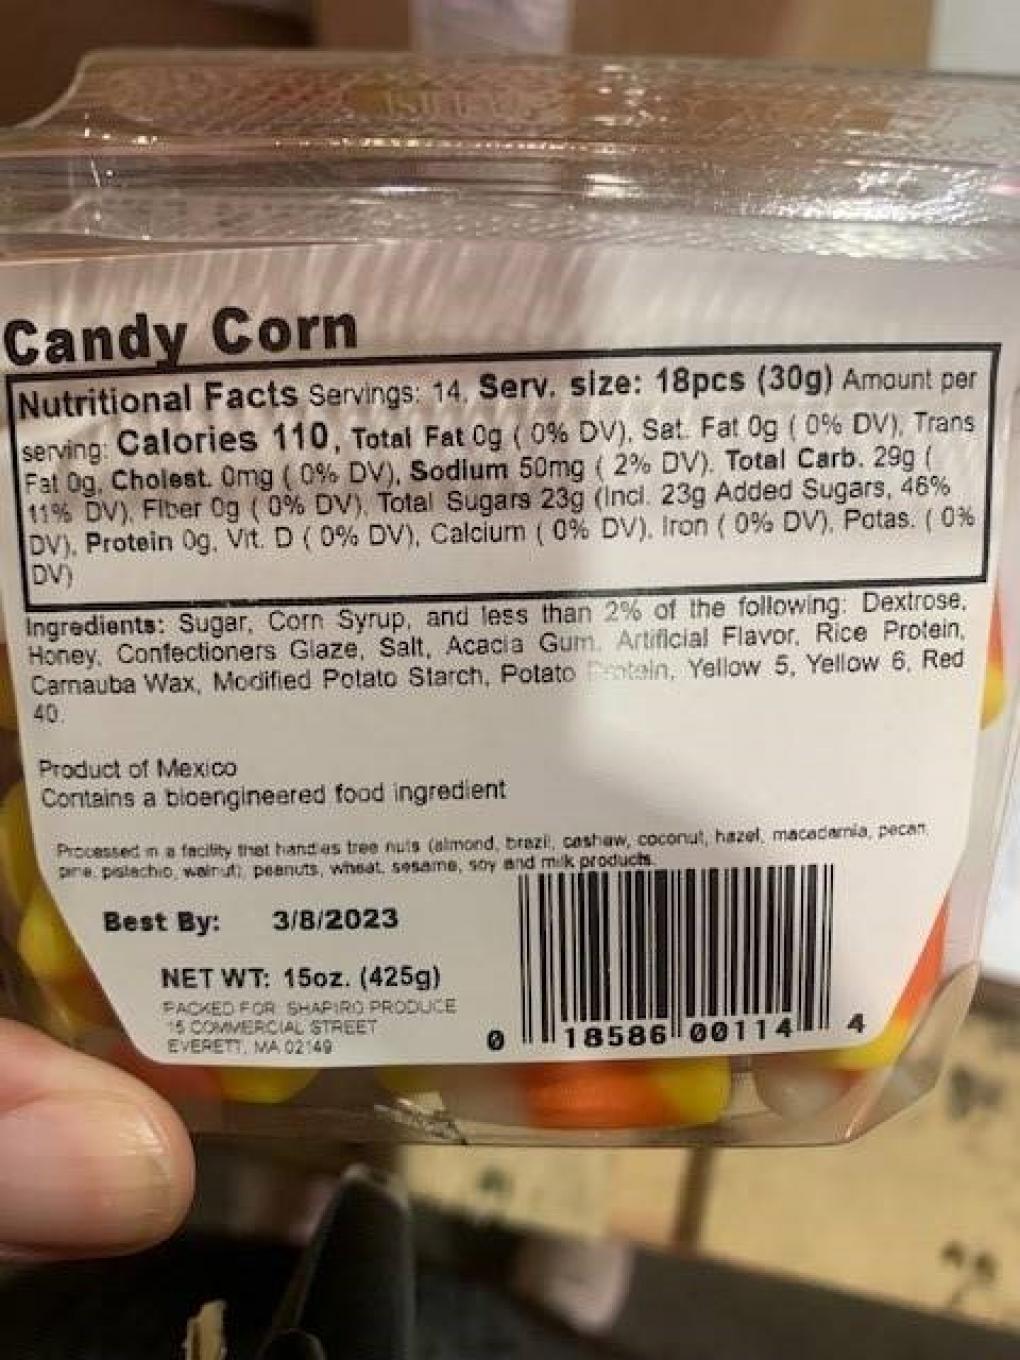 Candy Corn
Nutritional Facts Servings: 14, Serv. size: 18pcs (30g) Amount per
serving: Calories 110, Total Fat 0g ( 0% DV), Sat. Fat 0g ( 0% DV), Trans
Fat 0g, Cholest. 0mg ( 0% DV), Sodium 50mg ( 2% DV), Total Carb. 29g (
11% DV), Fiber 0g ( 0% DV), Total Sugars 23g (Incl. 23g Added Sugars, 46%
DV), Protein 0g, Vit. D ( 0% DV), Calcium ( 0% DV), Iron ( 0% DV), Potas. ( 0%
DV)
Ingredients: Sugar, Corn Syrup, and less than 2% of the following: Dextrose,
Honey, Confectioners Glaze, Salt, Acacia Gum, Artificial Flavor, Rice Protein,
Carnauba Wax, Modified Potato Starch, Potato Protein, Yellow 5, Yellow 6, Red
40.
Product of Mexico
Contains a bioengineered food ingredient
Processed in a facility that handles tree nuts (almond, brazil, cashew, coconut, hazel, macadamia, pecan,
pine, pistachio, walnut), peanuts, wheat, sesame, soy and milk products.
Best By: 3/8/2023
NET WT: 15oz. (425g)
PACKED FOR SHAPIRO PRODUCE
15 COMMERCIAL STREET
EVERETT, MA 02149
0 18586 00114 4